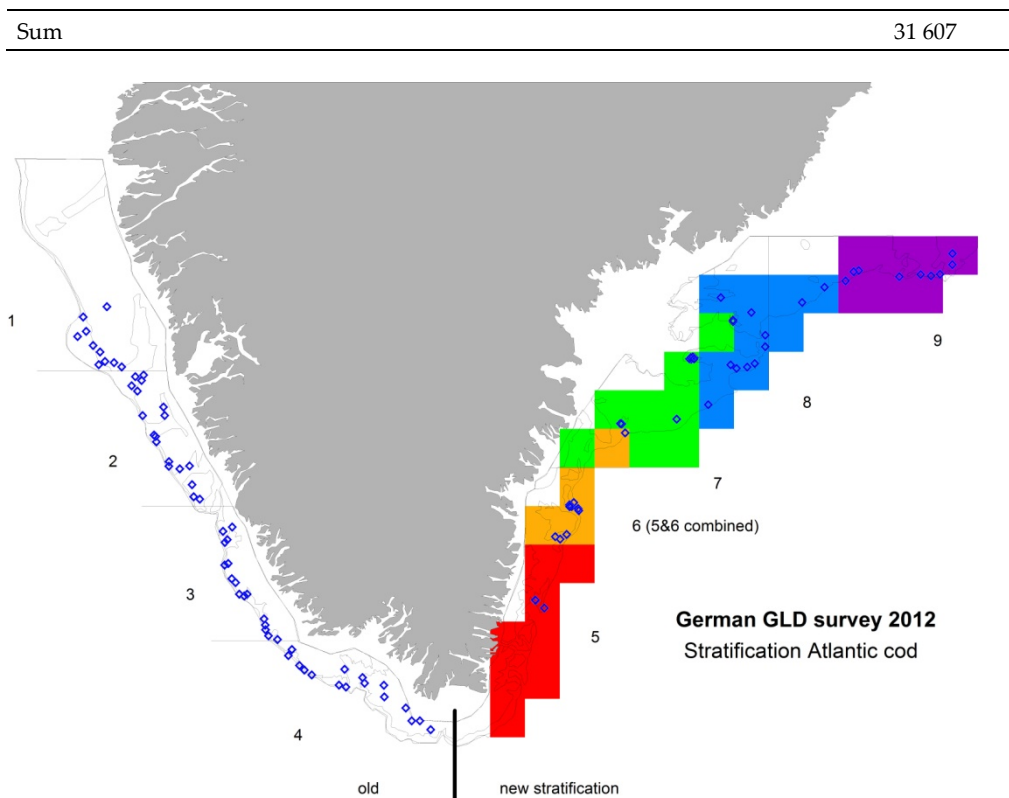 Sum 31 607
1
9
8
2
7
6 (5&6 combined)
3
5
German GLD survey 2012
Stratification Atlantic cod
4
old new stratification